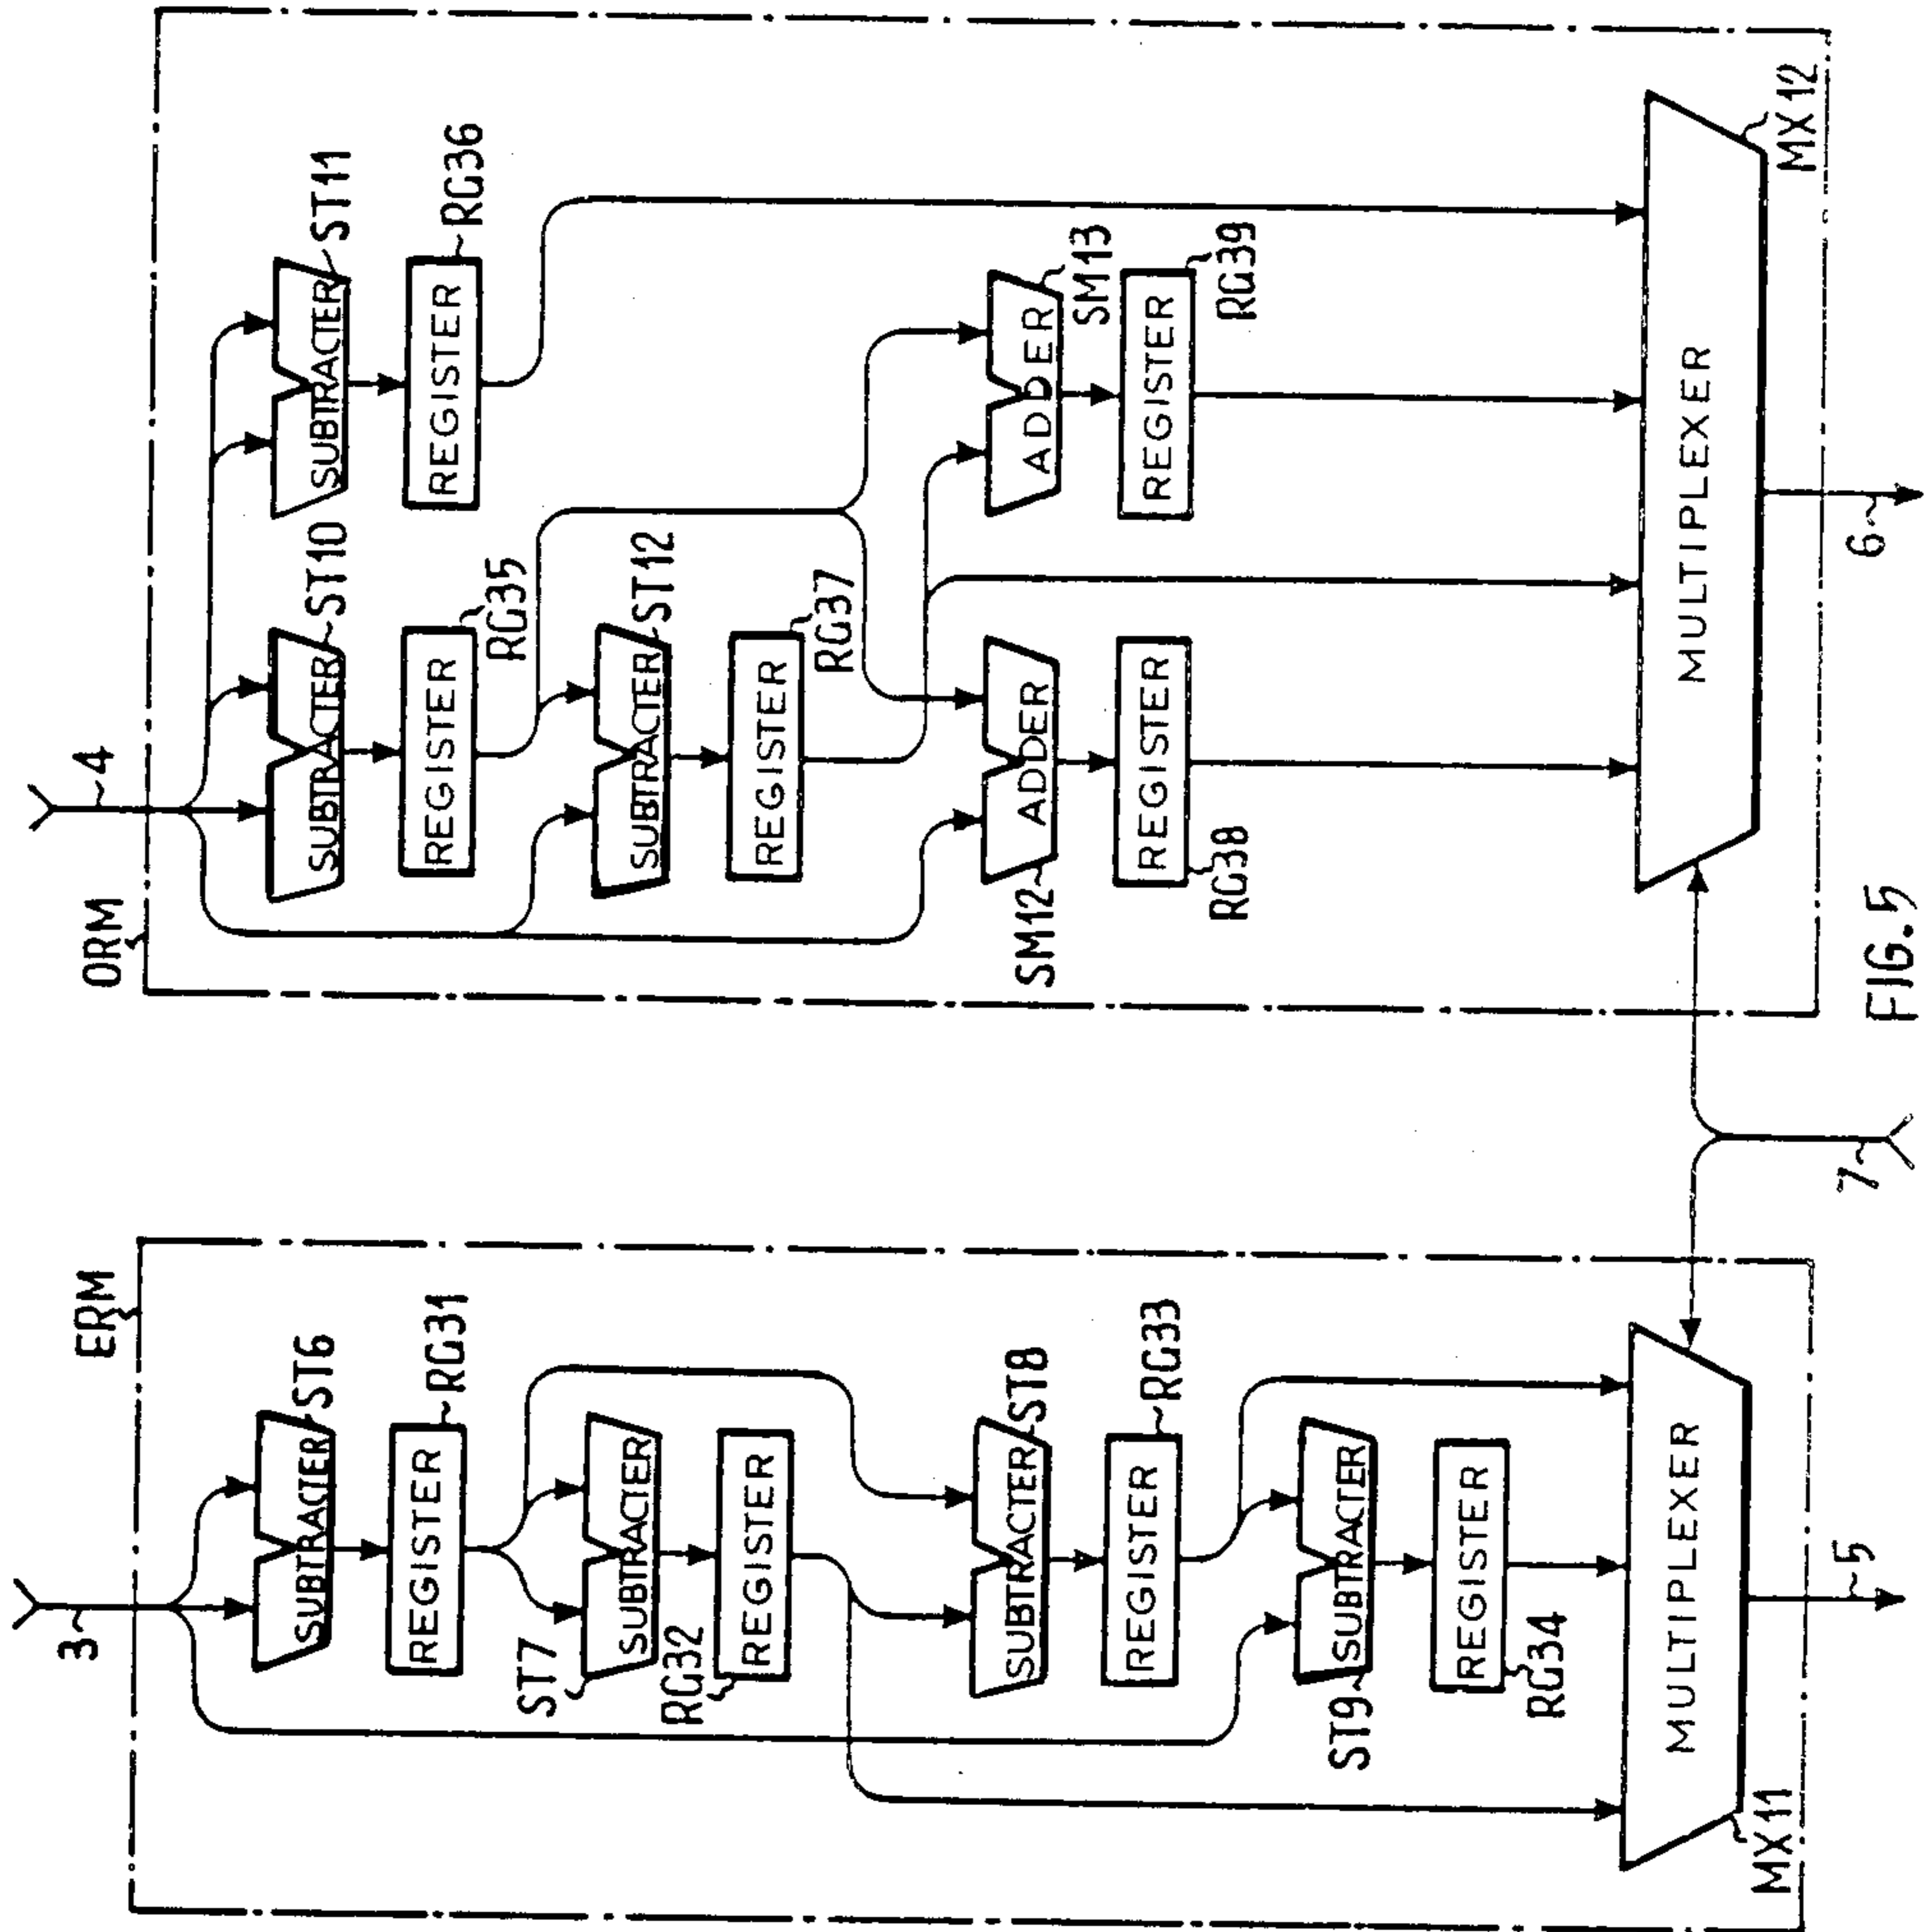 ERM
3
SUBTRACTER
ST6
REGISTER
RG31
ST7
SUBTRACTER
RG32
REGISTER
SUBTRACTER
ST8
REGISTER
RG33
ST9
SUBTRACTER
REGISTER
RG34
MULTIPLEXER
MX11
5
7
ORM
4
SUBTRACTER
ST10
SUBTRACTER
ST11
REGISTER
RG35
REGISTER
RG36
SUBTRACTER
ST12
REGISTER
RG37
SM12
ADDER
ADDER
SM13
REGISTER
RG38
REGISTER
RG39
MULTIPLEXER
MX12
6
FIG.5